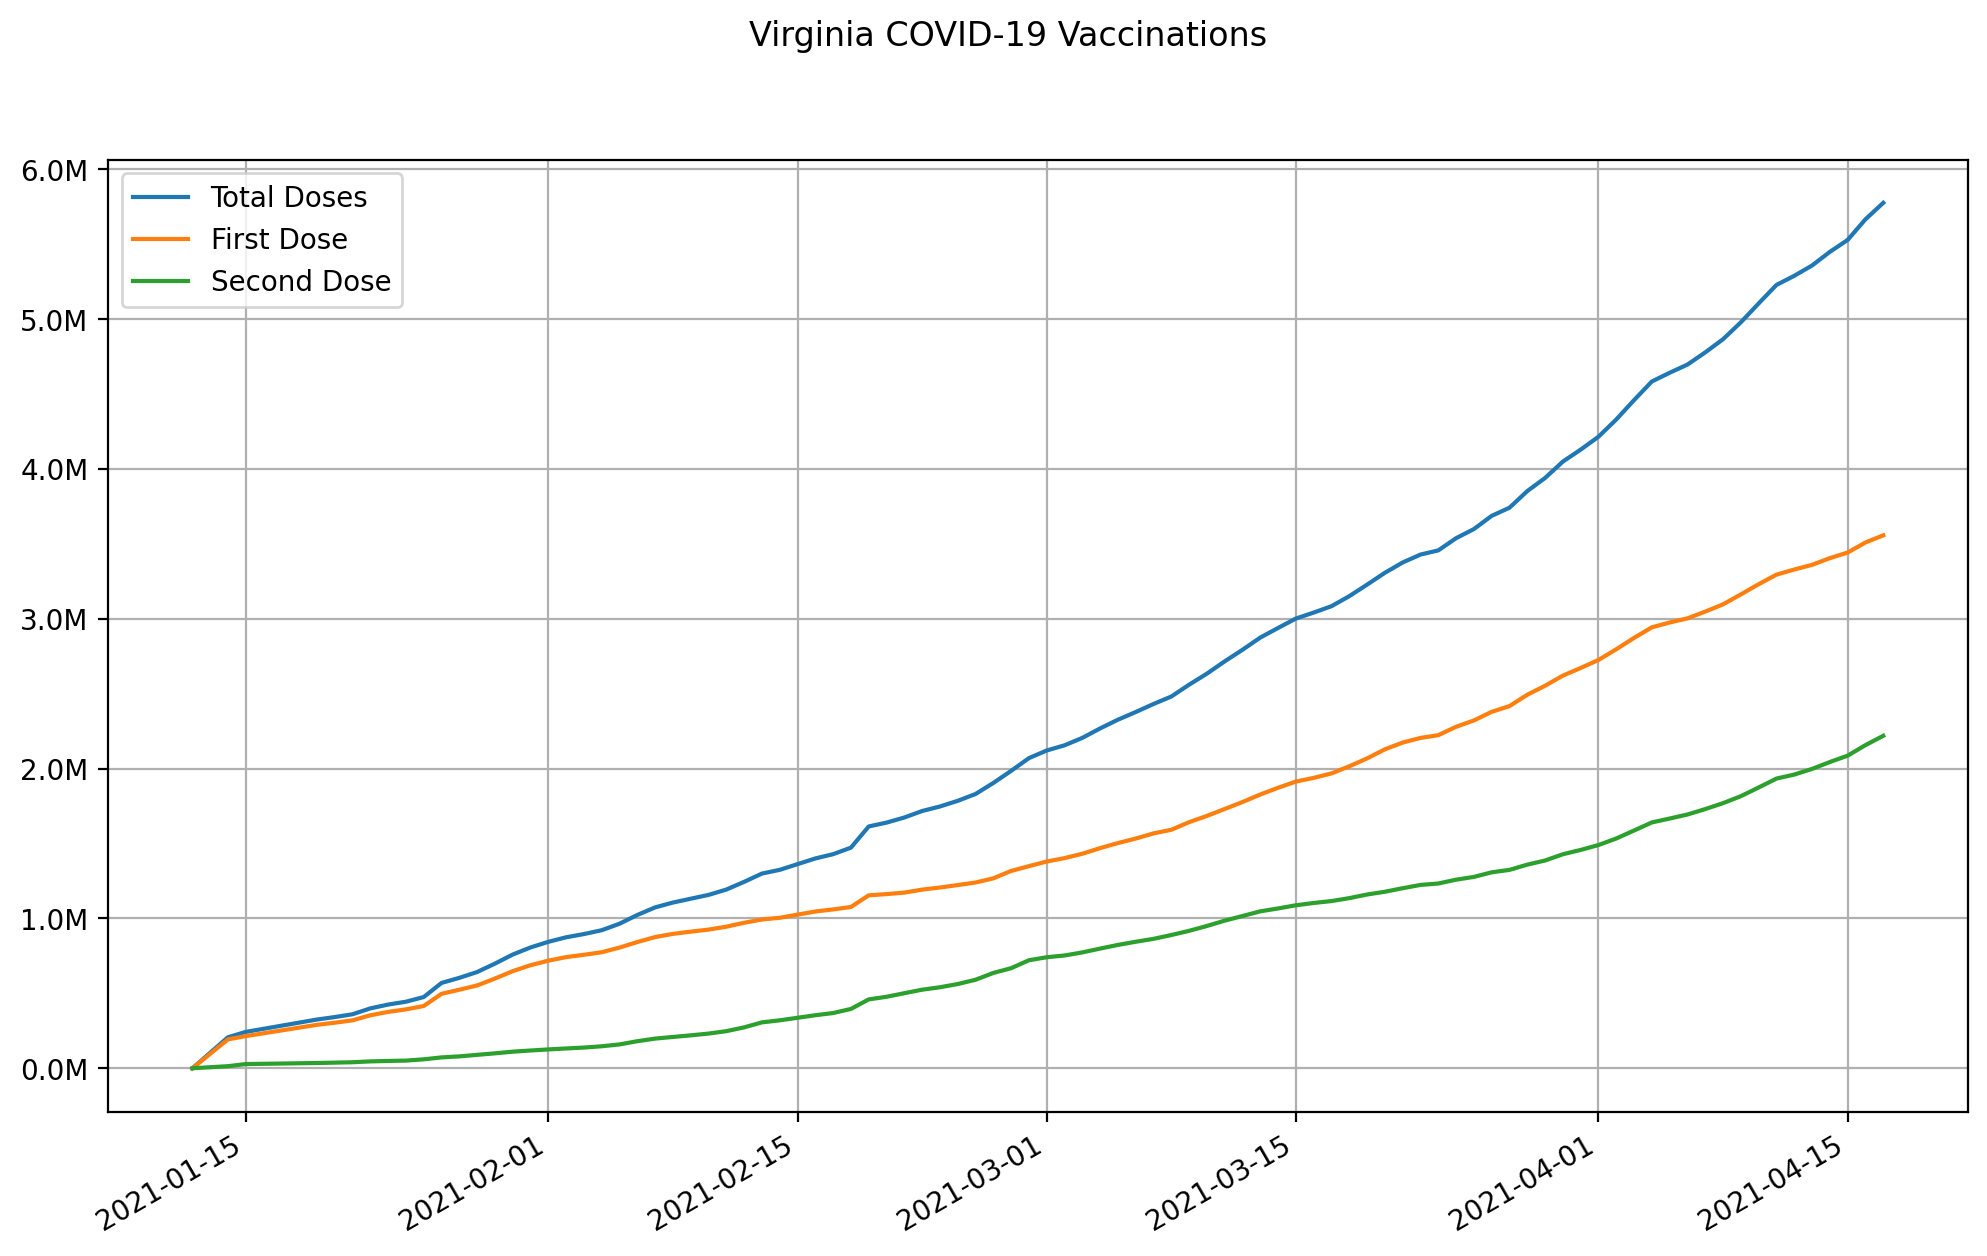 Virginia COVID-19 Vaccinations
6.0M
5.0M
4.0M
3.0M
2.0M
1.0M
0.0M
Total Doses
First Dose
Second Dose
2021-01-15
2021-02-01
2021-02-15
2021-03-01
2021-03-15
2021-04-01
2021-04-15